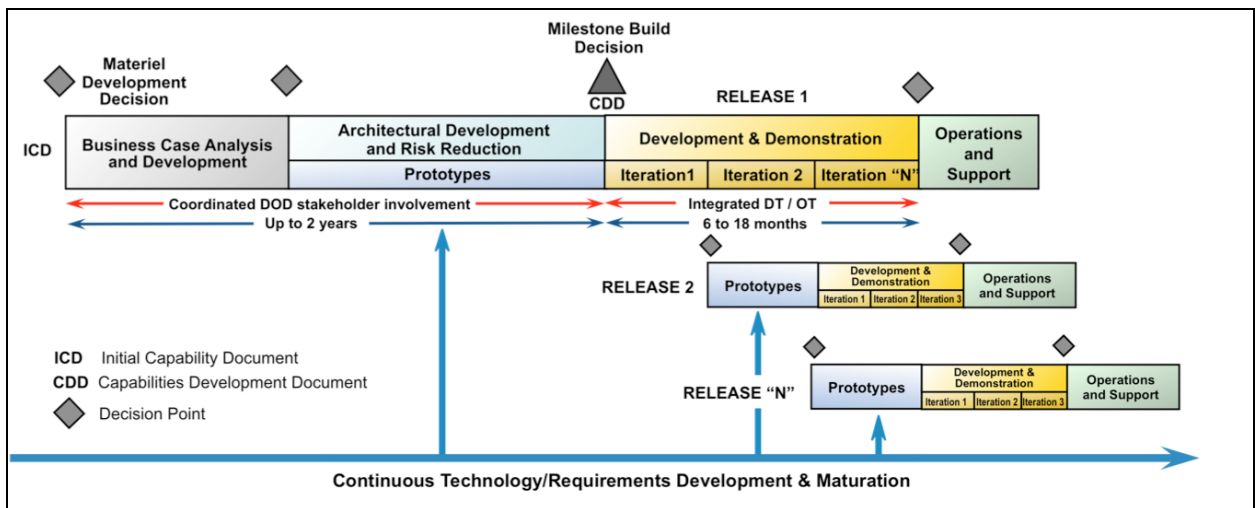 Milestone Build
Decision
Materiel
Development
Decision
CDD
RELEASE 1
ICD
Business Case Analysis
and Development
Architectural Development
and Risk Reduction
Prototypes
Development & Demonstration
Iteration1
Iteration 2
Iteration “N”
Operations
and
Support
Coordinated DOD stakeholder involvement
Integrated DT / OT
Up to 2 years
6 to 18 months
RELEASE 2
Prototypes
Development &
Demonstration
Iteration 1
Iteration 2
Iteration 3
Operations
and Support
ICD Initial Capability Document
CDD Capabilities Development Document
Decision Point
RELEASE “N”
Prototypes
Development &
Demonstration
Iteration 1
Iteration 2
Iteration 3
Operations
and Support
Continuous Technology/Requirements Development & Maturation